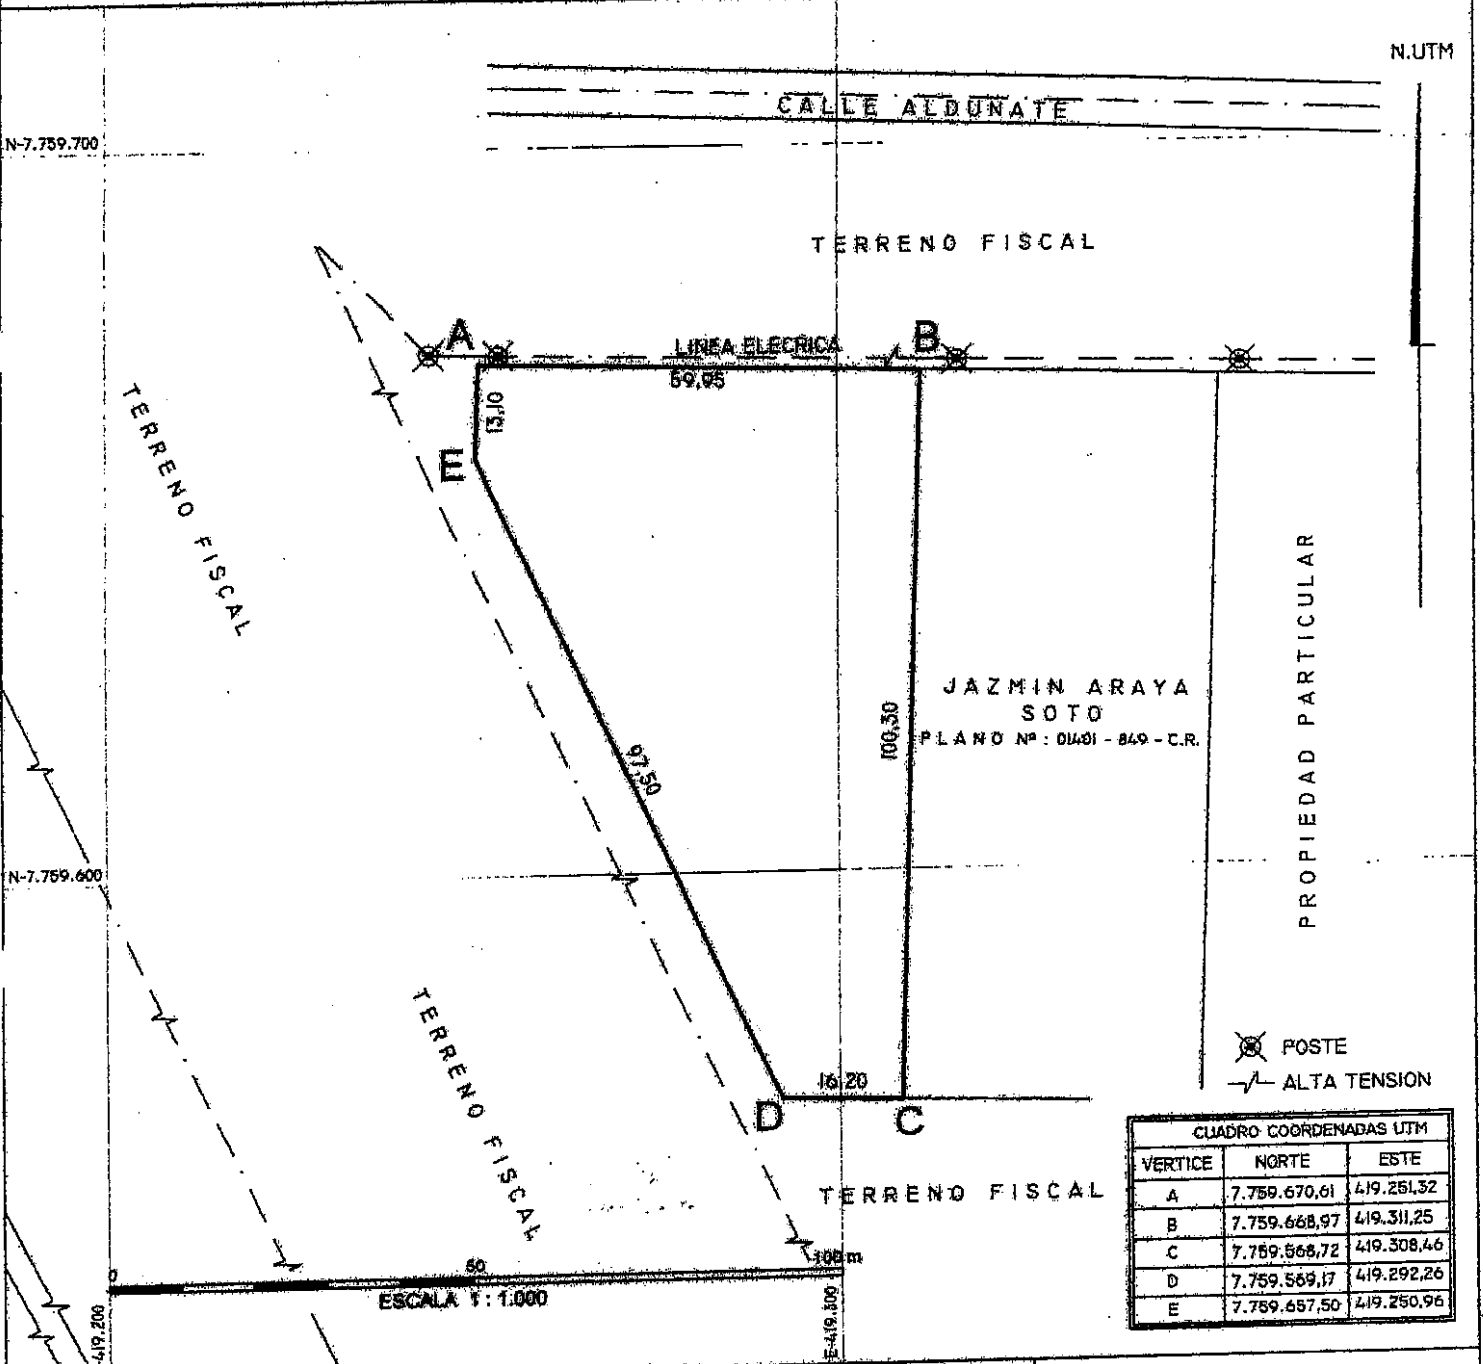 N.UTM
CALLE ALDUNATE
N-7.759.700
TERRENO FISCAL
A
B
LINEA ELECRICA
59,95
13,10
E
TERRENO FISCAL
PROPIEDAD PARTICULAR
JAZMIN ARAYA
SOTO
PLANO Nº : 01401 - 849 - C.R.
100,30
97,50
N-7.759.600
TERRENO FISCAL
POSTE
ALTA TENSION
16,20
D
C
TERRENO FISCAL
CUADRO COORDENADAS UTM
VERTICE NORTE ESTE
A 7.759.670,61 419.251,32
B 7.759.668,97 419.311,25
C 7.759.568,72 419.308,46
D 7.759.569,17 419.292,26
E 7.759.657,50 419.250,96
0 50 100 m
ESCALA 1 : 1.000
419.200
E-419.300